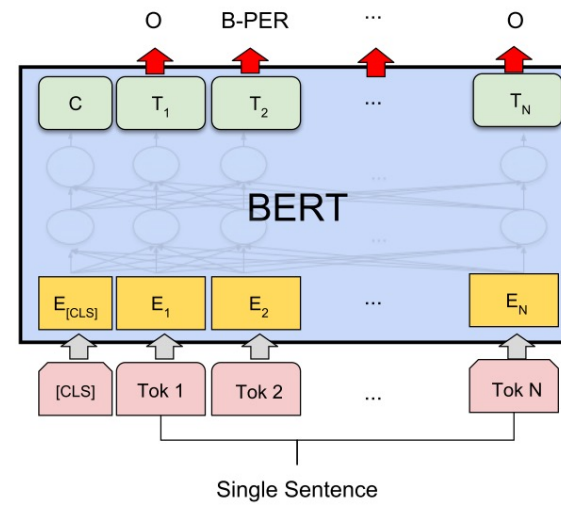 O B-PER ... O
C T1 T2 ... TN
...
BERT
...
E[CLS] E1 E2 ... EN
[CLS] Tok 1 Tok 2 ... Tok N
Single Sentence